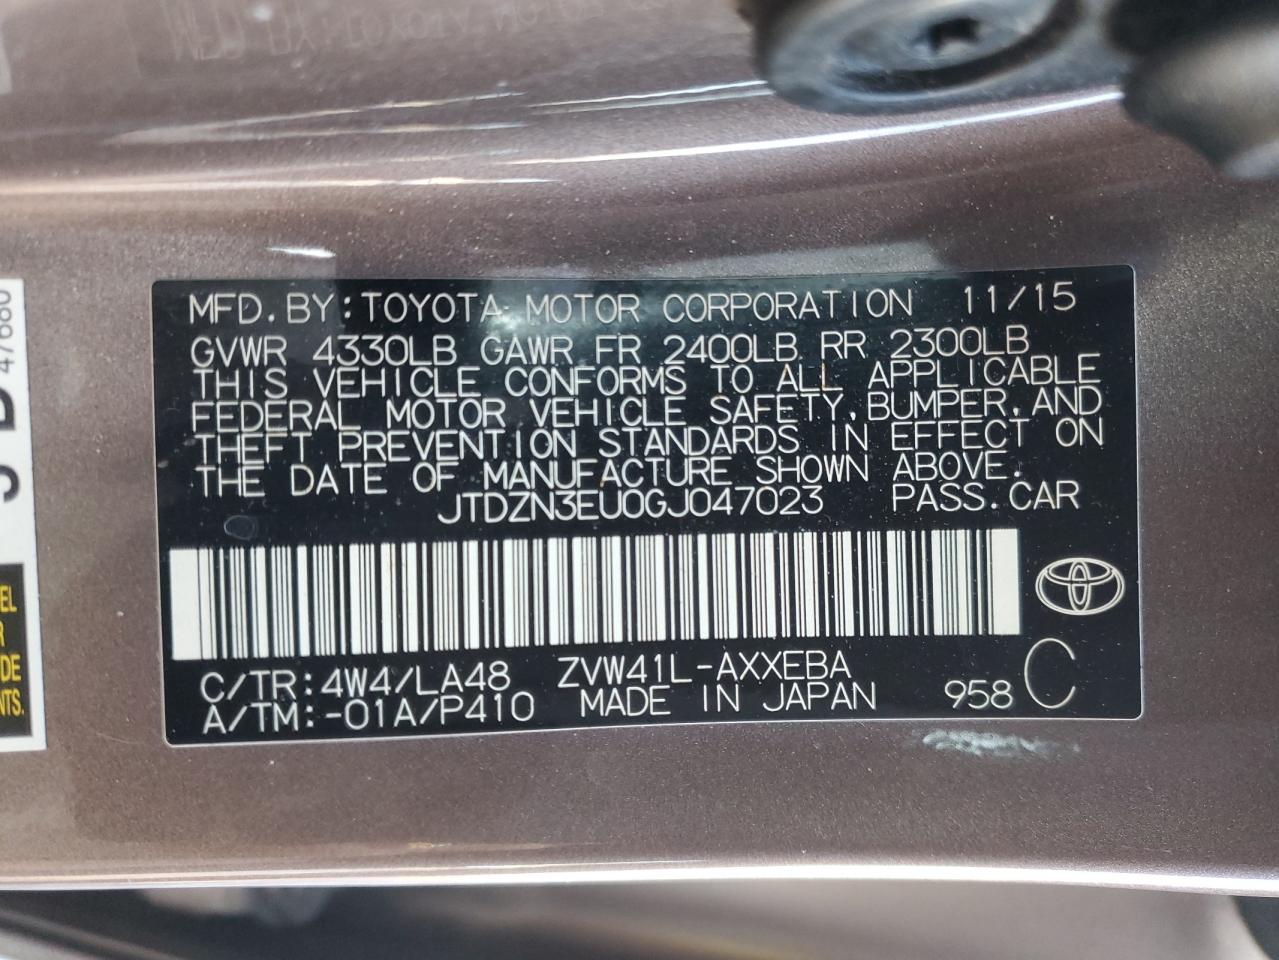 MFD.BY:TOYOTA MOTOR CORPORATION 11/15
GVWR 4330LB GAWR FR 2400LB RR 2300LB
THIS VEHICLE CONFORMS TO ALL APPLICABLE
FEDERAL MOTOR VEHICLE SAFETY,BUMPER,AND
THEFT PREVENTION STANDARDS IN EFFECT ON
THE DATE OF MANUFACTURE SHOWN ABOVE.
JTDZN3EU0GJ047023 PASS.CAR
C/TR:4W4/LA48 ZVW41L-AXXEBA
A/TM:-01A/P410 MADE IN JAPAN 958 C